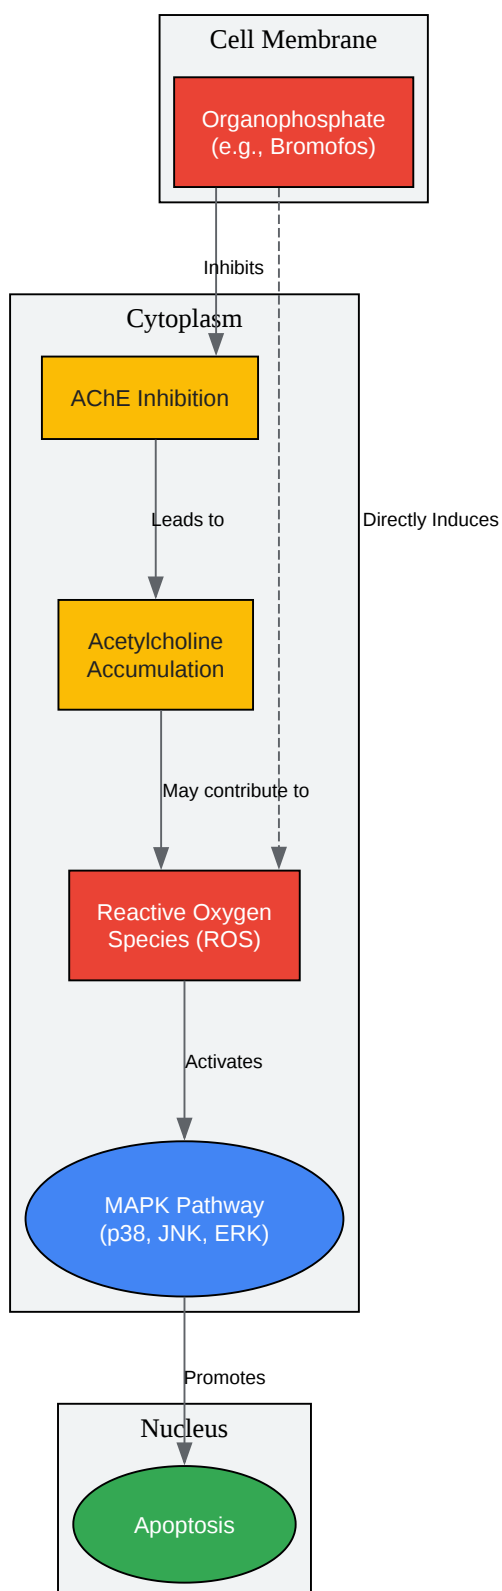 Cell Membrane
Organophosphate
(e.g., Bromofos)
Inhibits
Cytoplasm
AChE Inhibition
Leads to
Directly Induces
Acetylcholine
Accumulation
May contribute to
Reactive Oxygen
Species (ROS)
Activates
MAPK Pathway
(p38, JNK, ERK)
Promotes
Nucleus
Apoptosis